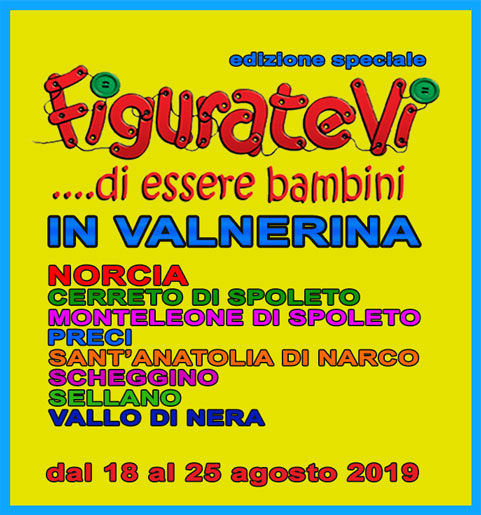 edizione speciale
FigurateVi
....di essere bambini
IN VALNERINA
NORCIA
CERRETO DI SPOLETO
MONTELEONE DI SPOLETO
PRECI
SANT'ANATOLIA DI NARCO
SCHEGGINO
SELLANO
VALLO DI NERA
dal 18 al 25 agosto 2019